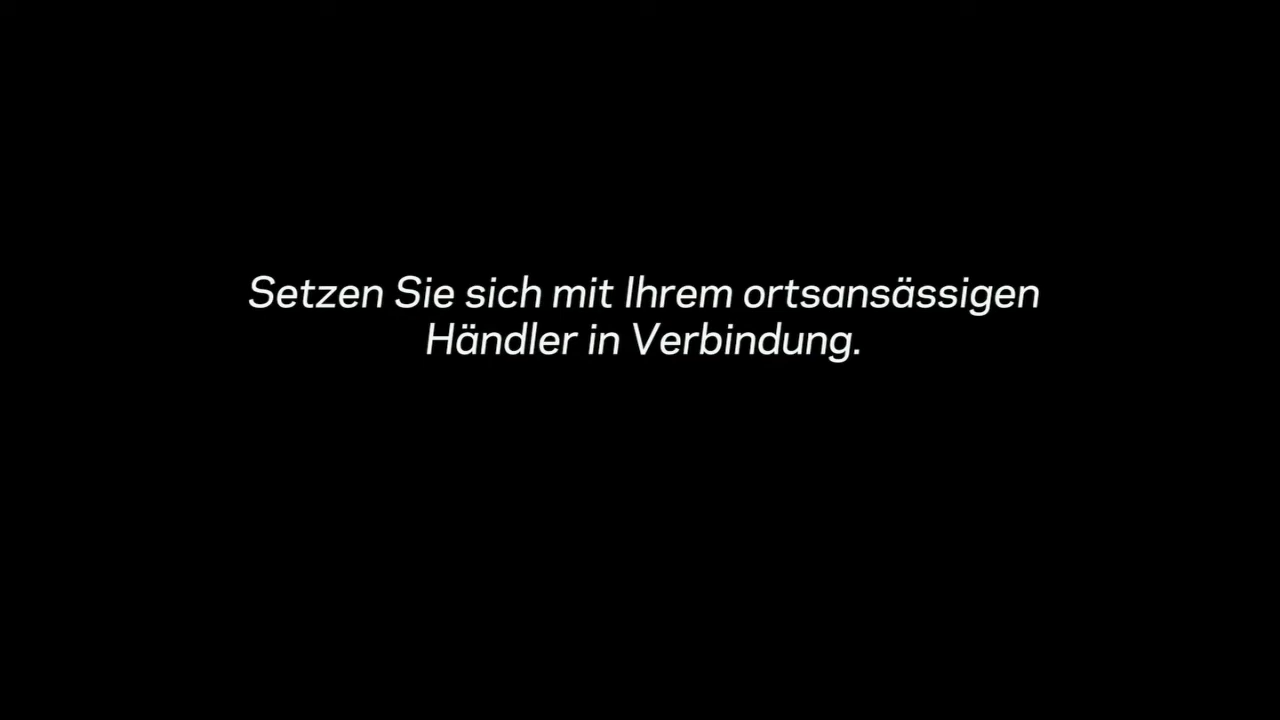 Setzen Sie sich mit Ihrem ortsansässigen
Händler in Verbindung.